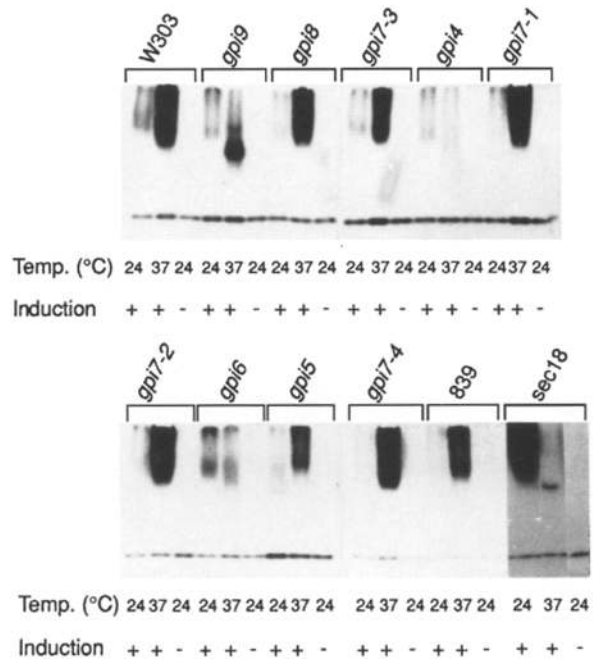 W303 gpi9 gpi8 gpi7-3 gpi4 gpi7-1
Temp. (°C) 24 37 24 24 37 24 24 37 24 24 37 24 24 37 24 24 37 24
Induction + + - + + - + + - + + - + + - + + -
gpi7-2 gpi6 gpi5 gpi7-4 839 sec18
Temp. (°C) 24 37 24 24 37 24 24 37 24 24 37 24 24 37 24 24 37 24
Induction + + - + + - + + - + + - + + - + + -